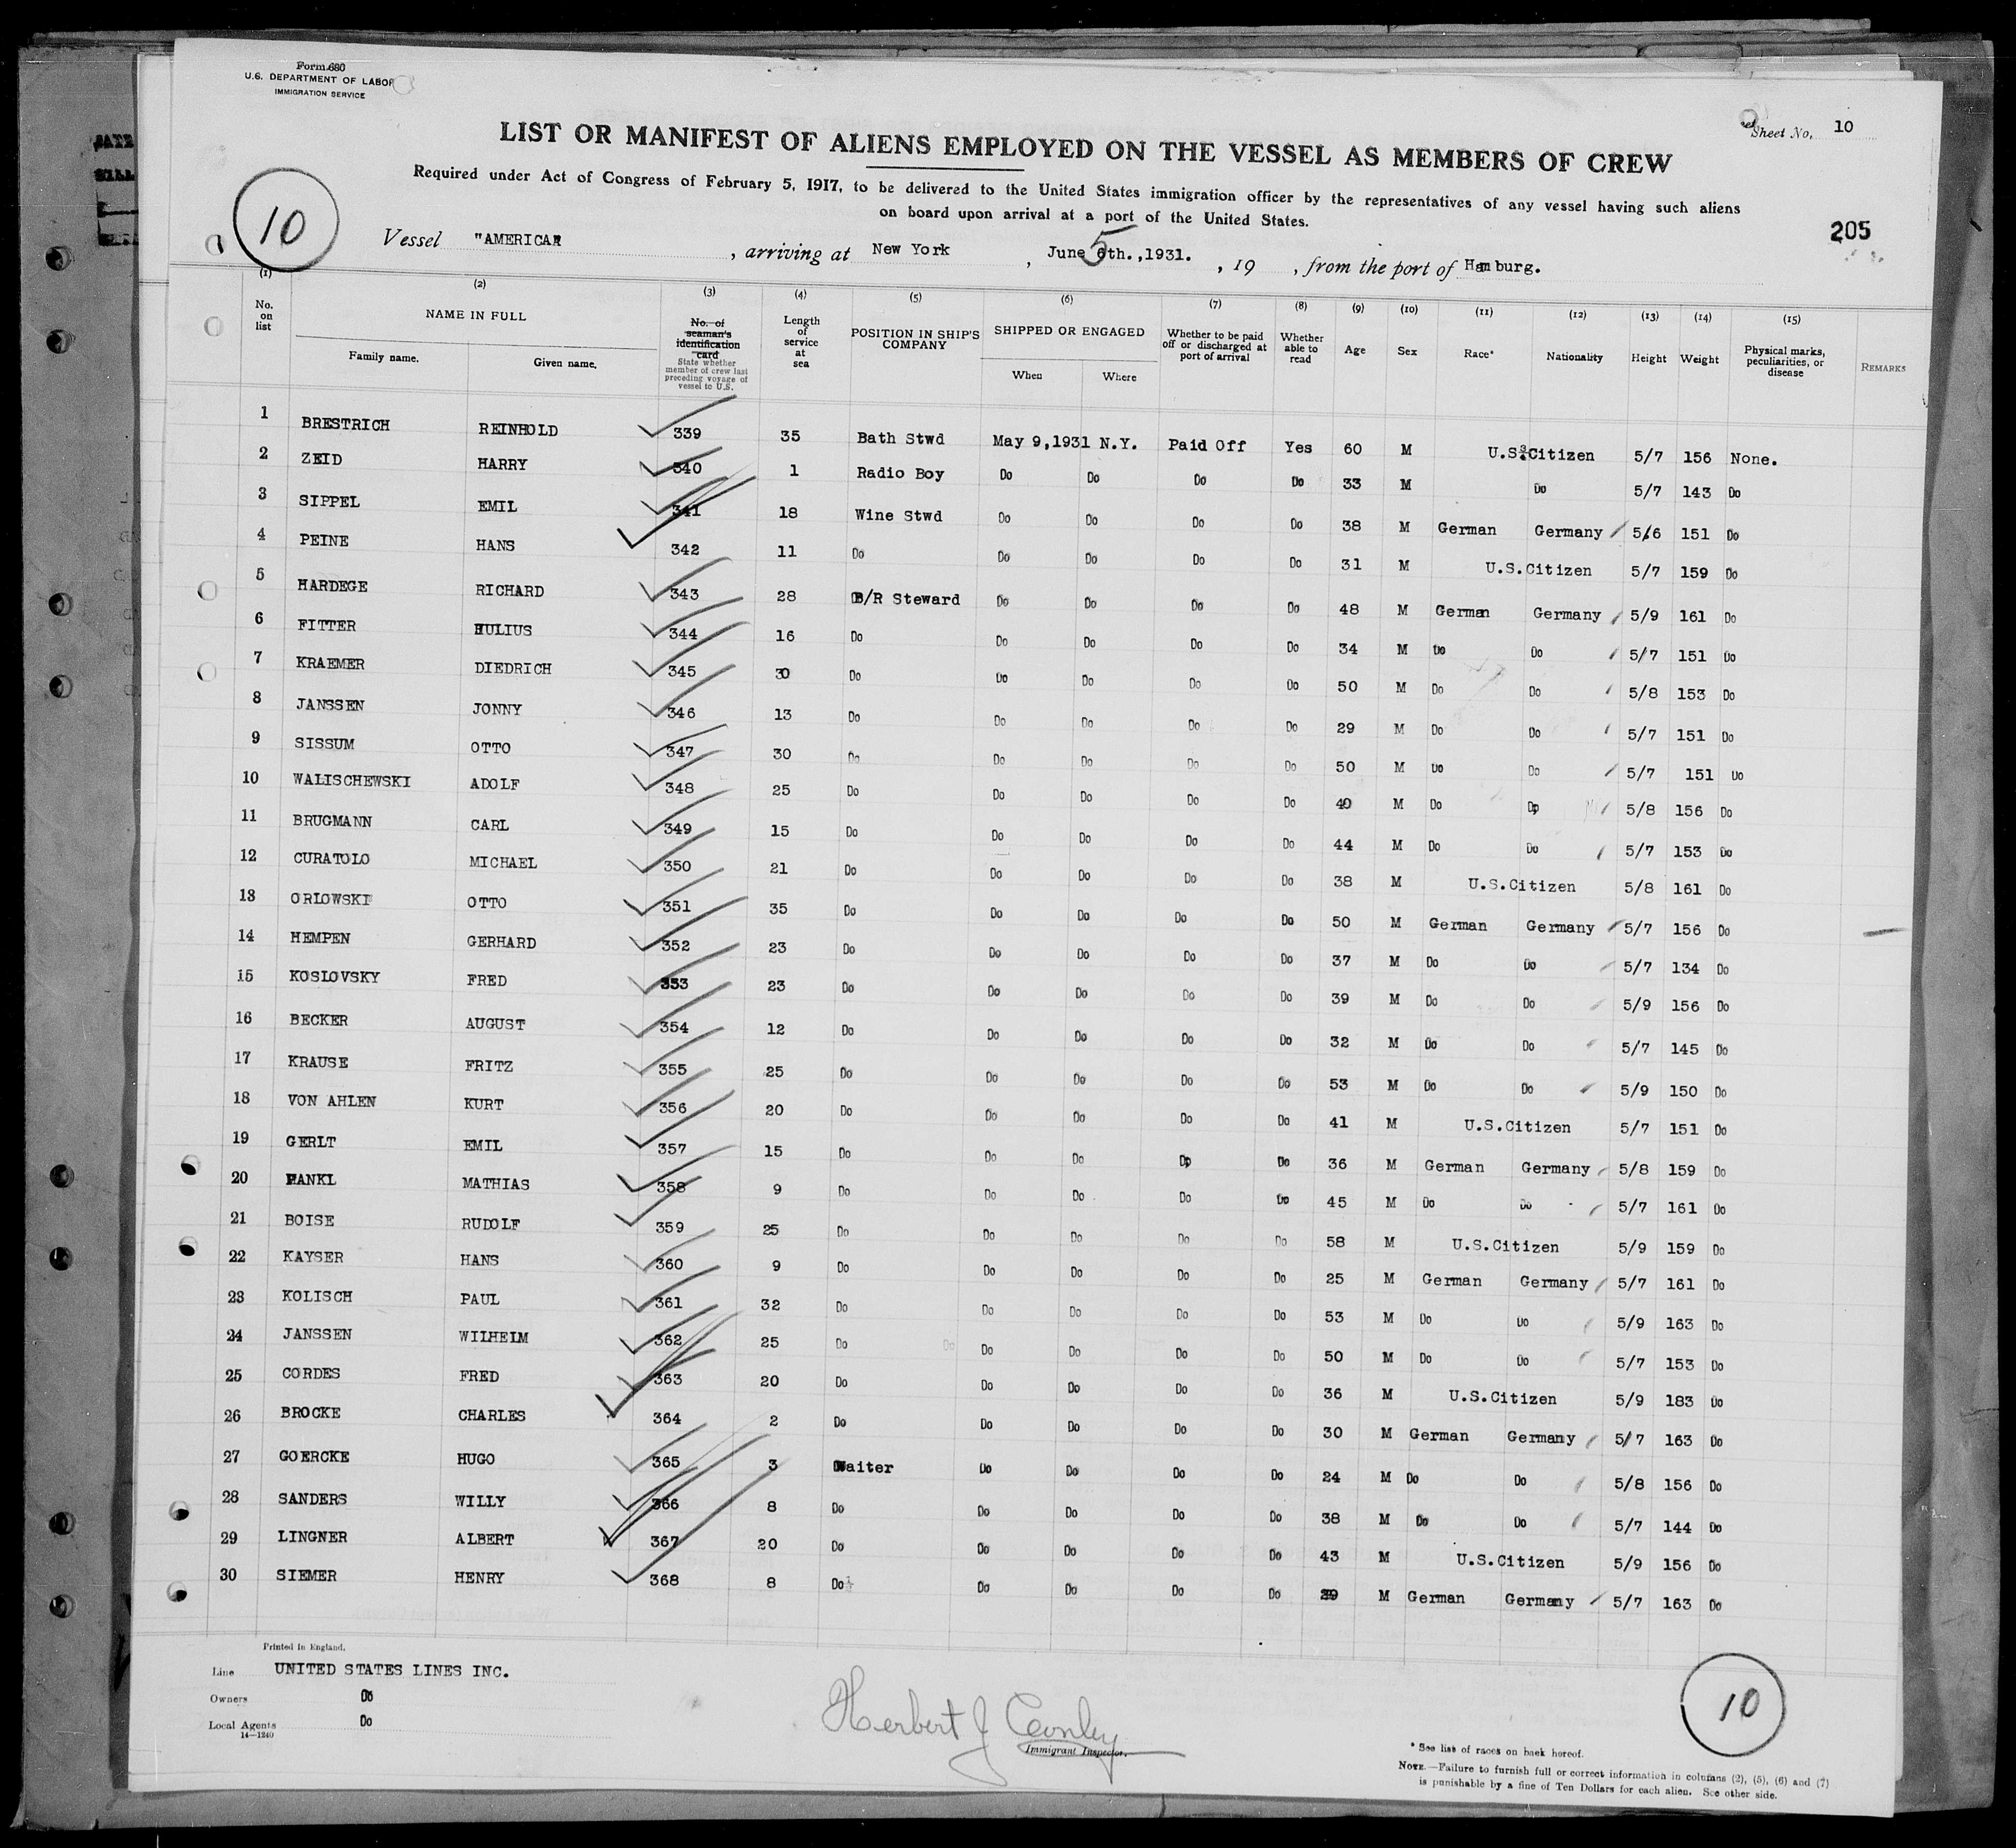 Form 680
U.S. DEPARTMENT OF LABOR
IMMIGRATION SERVICE
Sheet No. 10
LIST OR MANIFEST OF ALIENS EMPLOYED ON THE VESSEL AS MEMBERS OF CREW
Required under Act of Congress of February 5, 1917, to be delivered to the United States immigration officer by the representatives of any vessel having such aliens
on board upon arrival at a port of the United States.
205
10
Vessel "AMERICA" , arriving at New York , June 5th.,1931. , 19 , from the port of Hamburg.
(1) (2) (3) (4) (5) (6) (7) (8) (9) (10) (11) (12) (13) (14) (15)
No. on list NAME IN FULL Family name. Given name. No. of seaman's identification card State whether member of crew last preceding voyage of vessel to U.S. Length of service at sea POSITION IN SHIP'S COMPANY SHIPPED OR ENGAGED When Where Whether to be paid off or discharged at port of arrival Whether able to read Age Sex Race* Nationality Height Weight Physical marks, peculiarities, or disease REMARKS
1 BRESTRICH REINHOLD 339 35 Bath Stwd May 9,1931 N.Y. Paid Off Yes 60 M U.S.Citizen 5/7 156 None.
2 ZEID HARRY 340 1 Radio Boy Do Do Do Do 33 M Do 5/7 143 Do
3 SIPPEL EMIL 341 18 Wine Stwd Do Do Do Do 38 M German Germany 5/6 151 Do
4 PEINE HANS 342 11 Do Do Do Do Do 31 M U.S.Citizen 5/7 159 Do
5 HARDEGE RICHARD 343 28 B/R Steward Do Do Do Do 48 M German Germany 5/9 161 Do
6 FITTER HULIUS 344 16 Do Do Do Do Do 34 M Do Do 5/7 151 Do
7 KRAEMER DIEDRICH 345 30 Do Do Do Do Do 50 M Do Do 5/8 153 Do
8 JANSSEN JONNY 346 13 Do Do Do Do Do 29 M Do Do 5/7 151 Do
9 SISSUM OTTO 347 30 Do Do Do Do Do 50 M Do Do 5/7 151 Do
10 WALISCHEWSKI ADOLF 348 25 Do Do Do Do Do 40 M Do Do 5/8 156 Do
11 BRUGMANN CARL 349 15 Do Do Do Do Do 44 M Do Do 5/7 153 Do
12 CURATOLO MICHAEL 350 21 Do Do Do Do Do 38 M U.S.Citizen 5/8 161 Do
13 ORLOWSKI OTTO 351 35 Do Do Do Do Do 50 M German Germany 5/7 156 Do
14 HEMPEN GERHARD 352 23 Do Do Do Do Do 37 M Do Do 5/7 134 Do
15 KOSLOVSKY FRED 353 23 Do Do Do Do Do 39 M Do Do 5/9 156 Do
16 BECKER AUGUST 354 12 Do Do Do Do Do 32 M Do Do 5/7 145 Do
17 KRAUSE FRITZ 355 25 Do Do Do Do Do 53 M Do Do 5/9 150 Do
18 VON AHLEN KURT 356 20 Do Do Do Do Do 41 M U.S.Citizen 5/7 151 Do
19 GERLT EMIL 357 15 Do Do Do Do Do 36 M German Germany 5/8 159 Do
20 HANKL MATHIAS 358 9 Do Do Do Do Do 45 M Do Do 5/7 161 Do
21 BOISE RUDOLF 359 25 Do Do Do Do Do 58 M U.S.Citizen 5/9 159 Do
22 KAYSER HANS 360 9 Do Do Do Do Do 25 M German Germany 5/7 161 Do
23 KOLISCH PAUL 361 32 Do Do Do Do Do 53 M Do Do 5/9 163 Do
24 JANSSEN WILHELM 362 25 Do Do Do Do Do 50 M Do Do 5/7 153 Do
25 CORDES FRED 363 20 Do Do Do Do Do 36 M U.S.Citizen 5/9 183 Do
26 BROCKE CHARLES 364 2 Do Do Do Do Do 30 M German Germany 5/7 163 Do
27 GOERCKE HUGO 365 3 Waiter Do Do Do Do 24 M Do Do 5/8 156 Do
28 SANDERS WILLY 366 8 Do Do Do Do Do 38 M Do Do 5/7 144 Do
29 LINGNER ALBERT 367 20 Do Do Do Do Do 43 M U.S.Citizen 5/9 156 Do
30 SIEMER HENRY 368 8 Do Do Do Do Do 29 M German Germany 5/7 163 Do
Printed in England.
Line UNITED STATES LINES INC.
Owners Do
Local Agents Do
14—1240
Herbert J
Immigrant Inspector.
10
* See list of races on back hereof.
NOTE.—Failure to furnish full or correct information in columns (2), (5), (6) and (7)
is punishable by a fine of Ten Dollars for each alien. See other side.